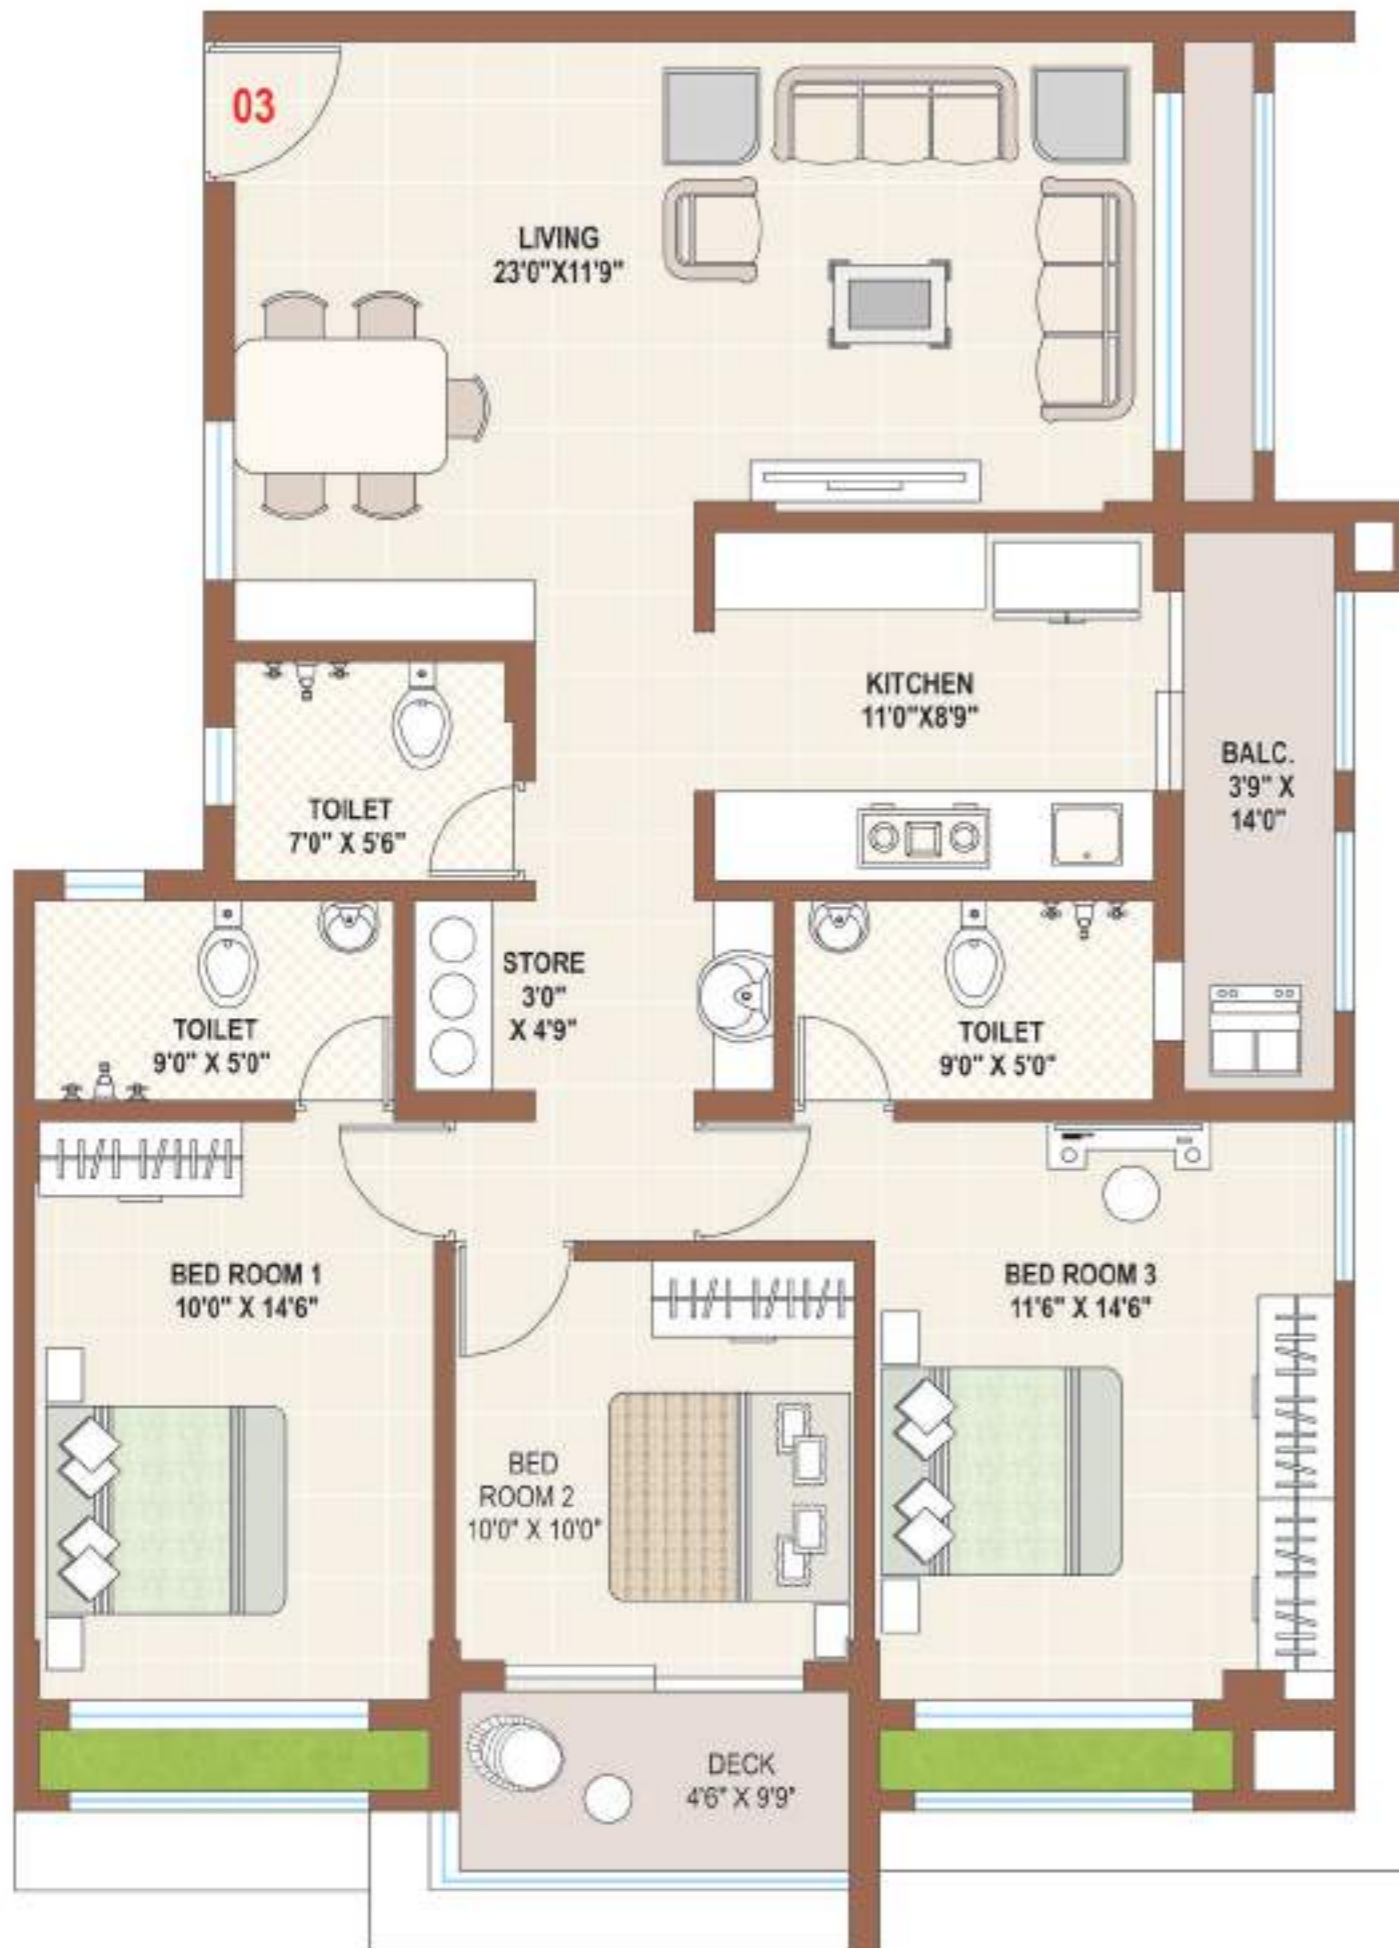 03
LIVING
23'0"X11'9"
KITCHEN
11'0"X8'9"
BALC.
3'9" X
14'0"
TOILET
7'0" X 5'6"
STORE
3'0"
X 4'9"
TOILET
9'0" X 5'0"
TOILET
9'0" X 5'0"
BED ROOM 1
10'0" X 14'6"
BED ROOM 3
11'6" X 14'6"
BED
ROOM 2
10'0" X 10'0"
DECK
4'6" X 9'9"